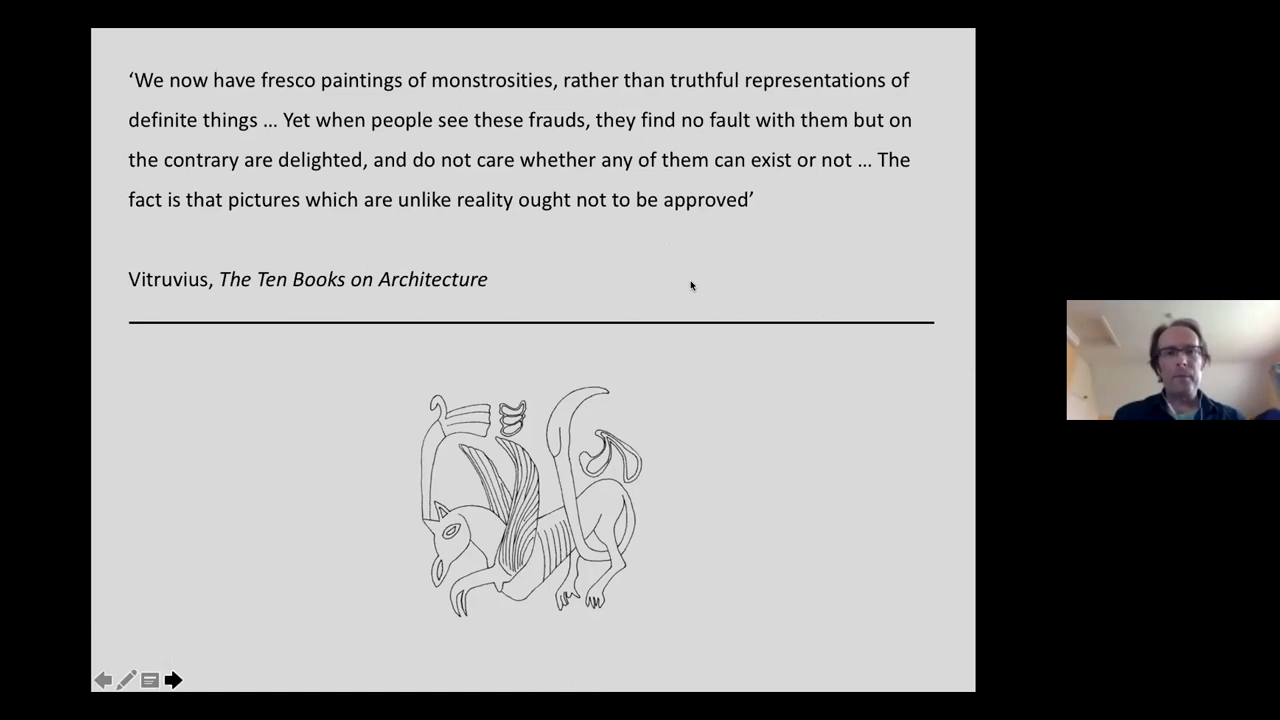 ‘We now have fresco paintings of monstrosities, rather than truthful representations of
definite things ... Yet when people see these frauds, they find no fault with them but on
the contrary are delighted, and do not care whether any of them can exist or not ... The
fact is that pictures which are unlike reality ought not to be approved’
Vitruvius, The Ten Books on Architecture